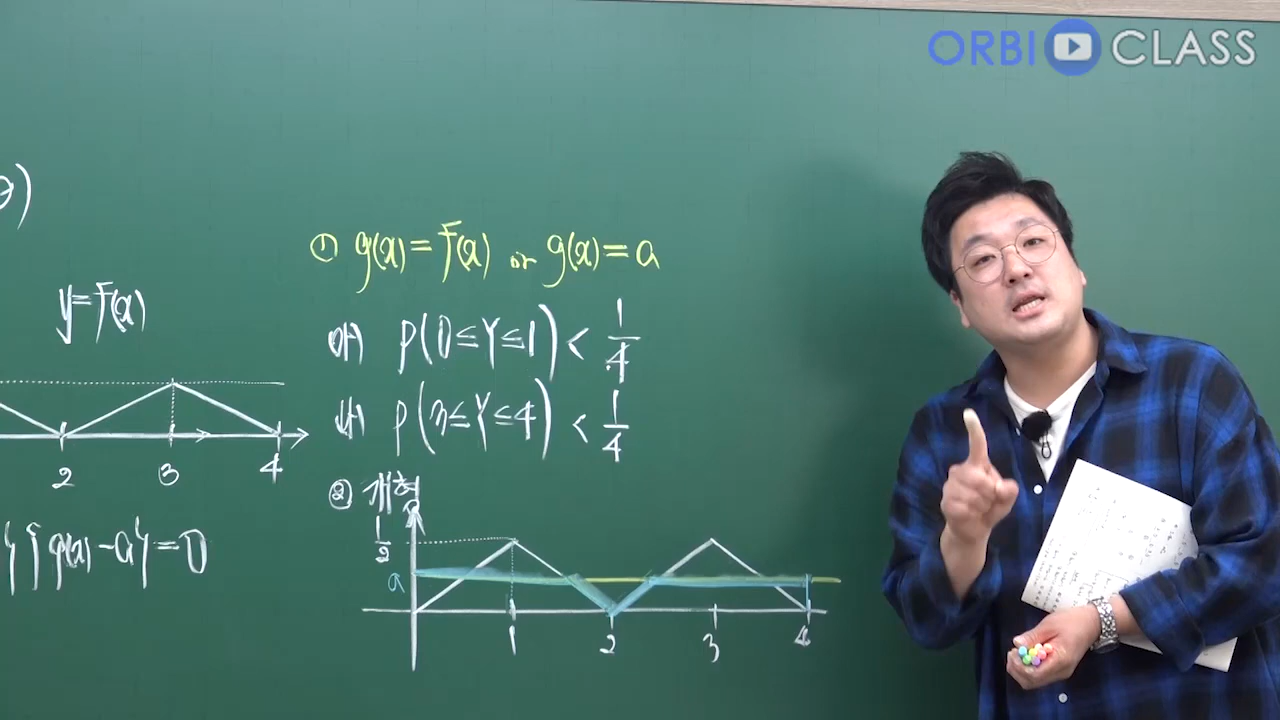 ORBI CLASS
y=f(x)
2 3 4
{g(x)-a}=0
① g(x)=f(x) or g(x)=a
(가) P(0≤Y≤1)<1/4
(나) P(3≤Y≤4)<1/4
② 개형
1/2
a
1 2 3 4